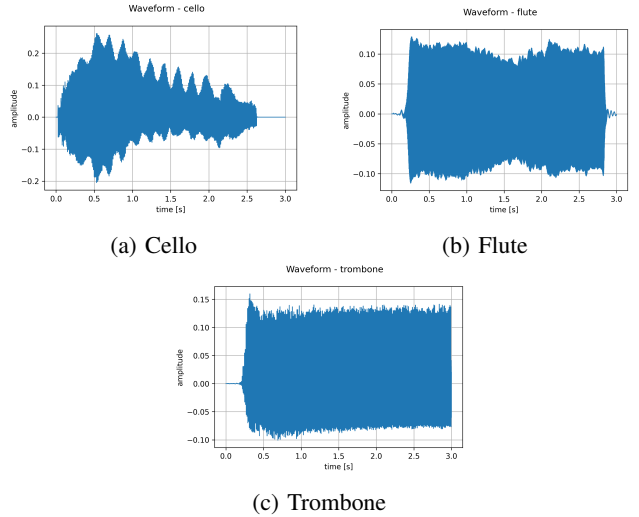 Waveform - cello
0.2
0.1
0.0
−0.1
−0.2
amplitude
0.0 0.5 1.0 1.5 2.0 2.5 3.0
time [s]
(a) Cello
Waveform - flute
0.10
0.05
0.00
−0.05
−0.10
amplitude
0.0 0.5 1.0 1.5 2.0 2.5 3.0
time [s]
(b) Flute
Waveform - trombone
0.15
0.10
0.05
0.00
−0.05
−0.10
amplitude
0.0 0.5 1.0 1.5 2.0 2.5 3.0
time [s]
(c) Trombone